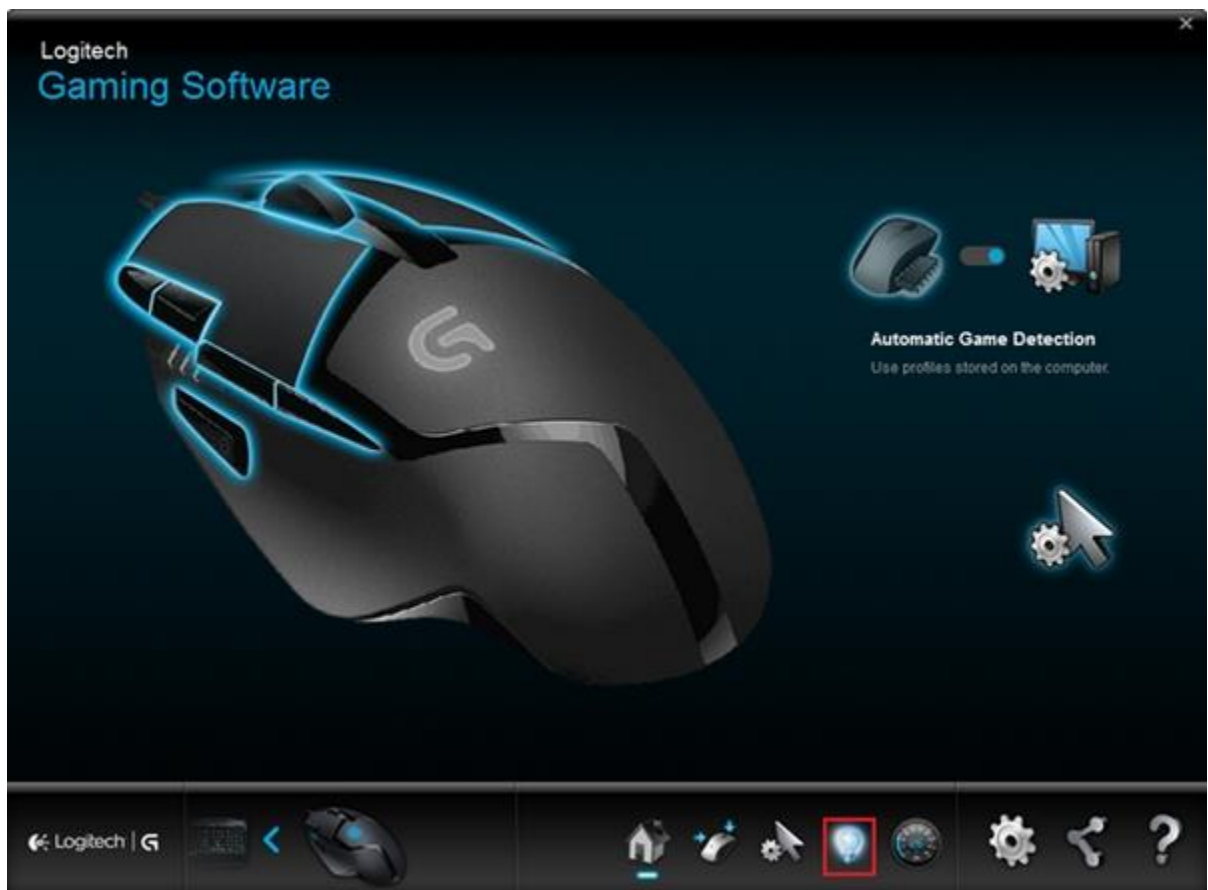 Logitech
Gaming Software
Automatic Game Detection
Use profiles stored on the computer.
Logitech | G